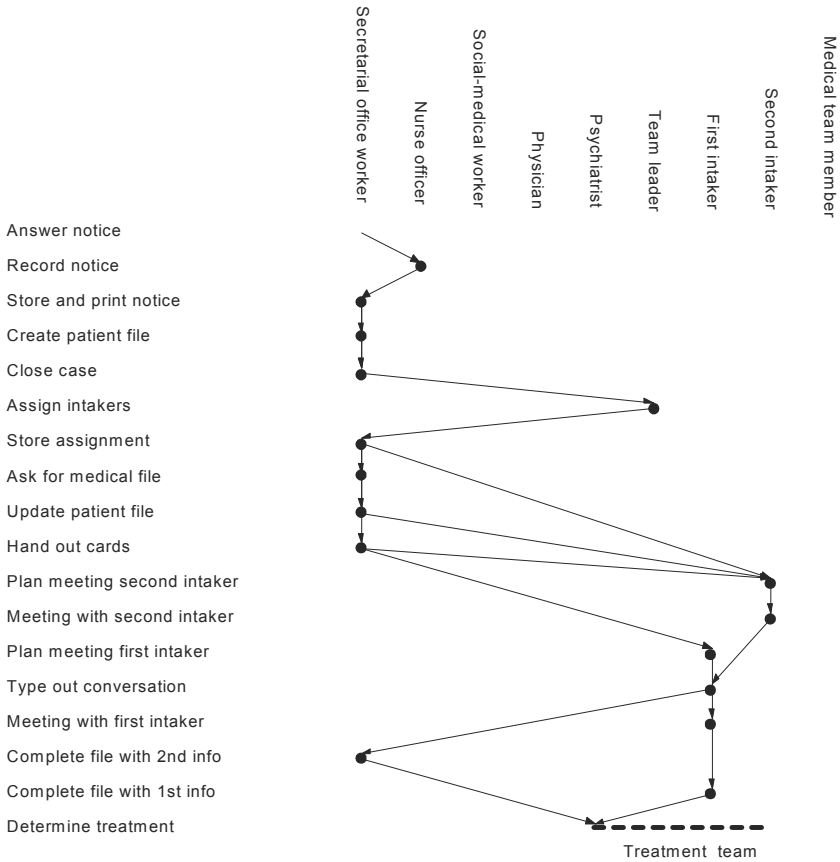 Secretarial office worker
Nurse officer
Social-medical worker
Physician
Psychiatrist
Team leader
First intaker
Second intaker
Medical team member
Answer notice
Record notice
Store and print notice
Create patient file
Close case
Assign intakers
Store assignment
Ask for medical file
Update patient file
Hand out cards
Plan meeting second intaker
Meeting with second intaker
Plan meeting first intaker
Type out conversation
Meeting with first intaker
Complete file with 2nd info
Complete file with 1st info
Determine treatment
Treatment team